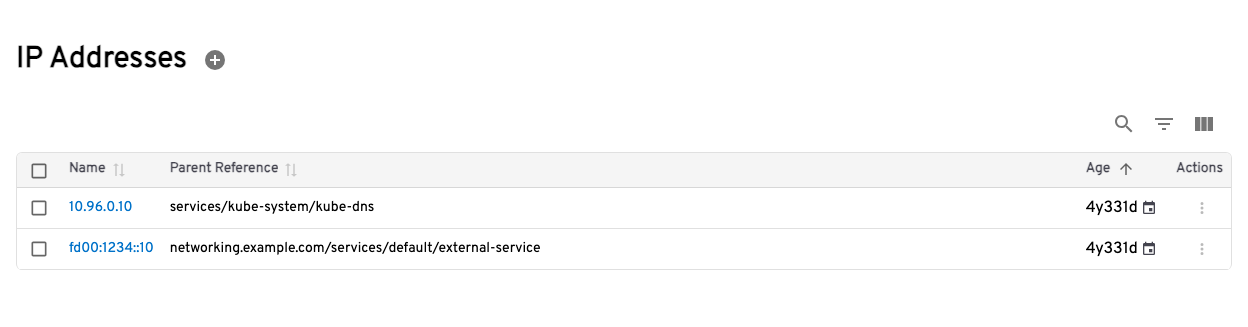 IP Addresses
Name Parent Reference Age Actions
10.96.0.10 services/kube-system/kube-dns 4y331d
fd00:1234::10 networking.example.com/services/default/external-service 4y331d